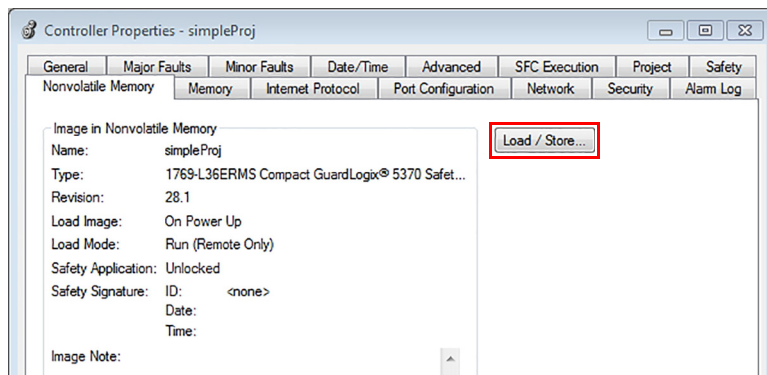 Controller Properties - simpleProj
General Major Faults Minor Faults Date/Time Advanced SFC Execution Project Safety
Nonvolatile Memory Memory Internet Protocol Port Configuration Network Security Alarm Log
Image in Nonvolatile Memory
Load / Store...
Name: simpleProj
Type: 1769-L36ERMS Compact GuardLogix® 5370 Safet...
Revision: 28.1
Load Image: On Power Up
Load Mode: Run (Remote Only)
Safety Application: Unlocked
Safety Signature: ID: <none>
Date:
Time:
Image Note: